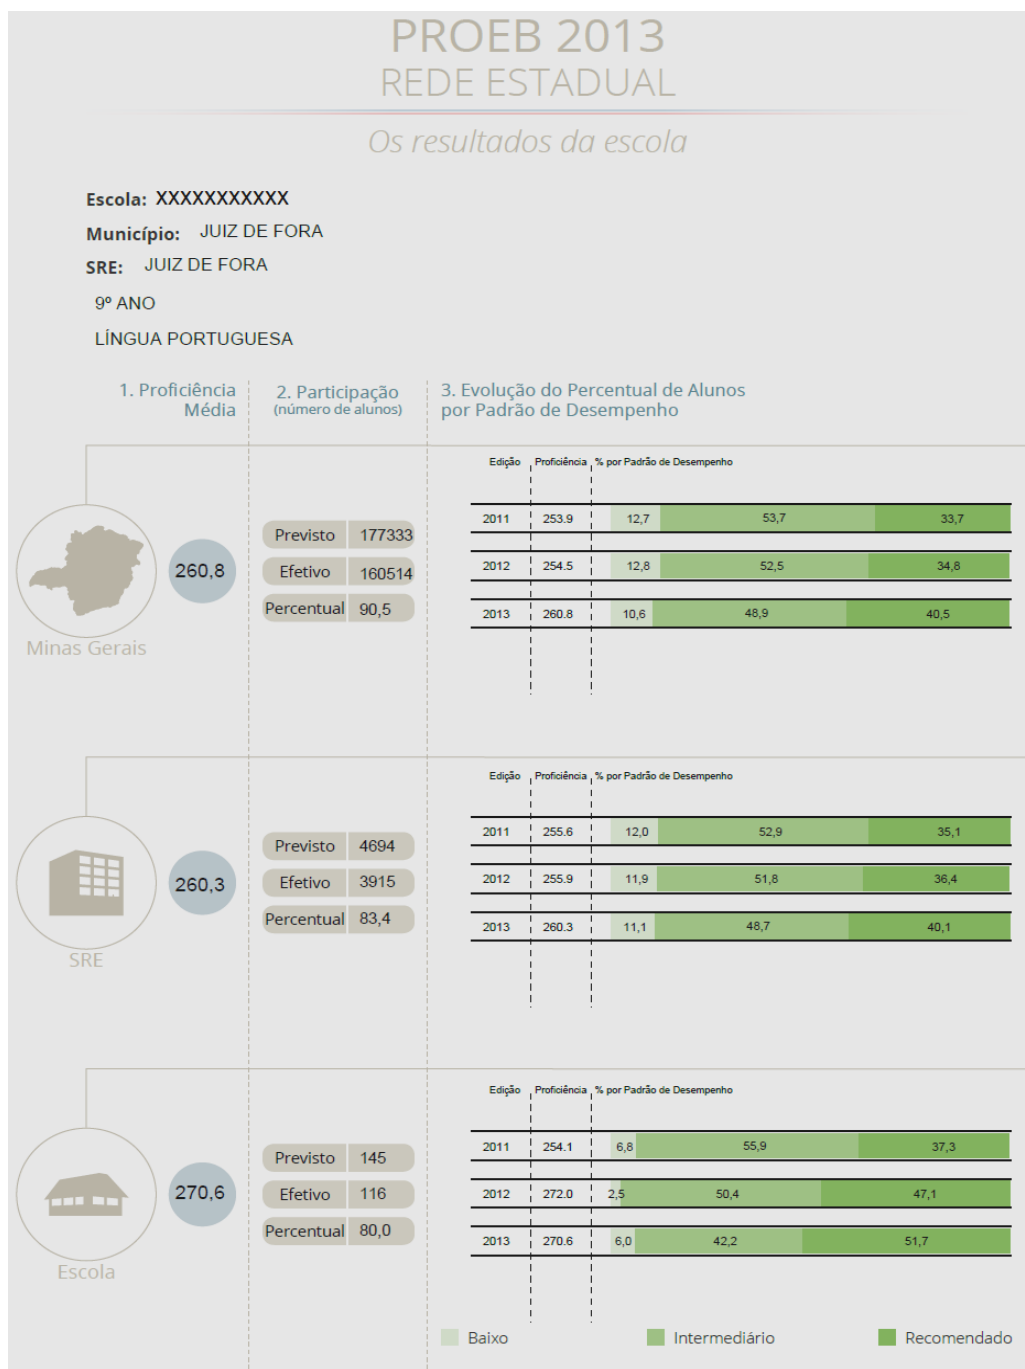 PROEB 2013
REDE ESTADUAL
Os resultados da escola
Escola: XXXXXXXXXXX
Município: JUIZ DE FORA
SRE: JUIZ DE FORA
9º ANO
LÍNGUA PORTUGUESA
1. Proficiência Média
2. Participação (número de alunos)
3. Evolução do Percentual de Alunos por Padrão de Desempenho
Minas Gerais
260,8
Previsto 177333
Efetivo 160514
Percentual 90,5
Edição Proficiência % por Padrão de Desempenho
2011 253.9 12,7 53,7 33,7
2012 254.5 12,8 52,5 34,8
2013 260.8 10,6 48,9 40,5
SRE
260,3
Previsto 4694
Efetivo 3915
Percentual 83,4
Edição Proficiência % por Padrão de Desempenho
2011 255.6 12,0 52,9 35,1
2012 255.9 11,9 51,8 36,4
2013 260.3 11,1 48,7 40,1
Escola
270,6
Previsto 145
Efetivo 116
Percentual 80,0
Edição Proficiência % por Padrão de Desempenho
2011 254.1 6,8 55,9 37,3
2012 272.0 2,5 50,4 47,1
2013 270.6 6,0 42,2 51,7
Baixo Intermediário Recomendado